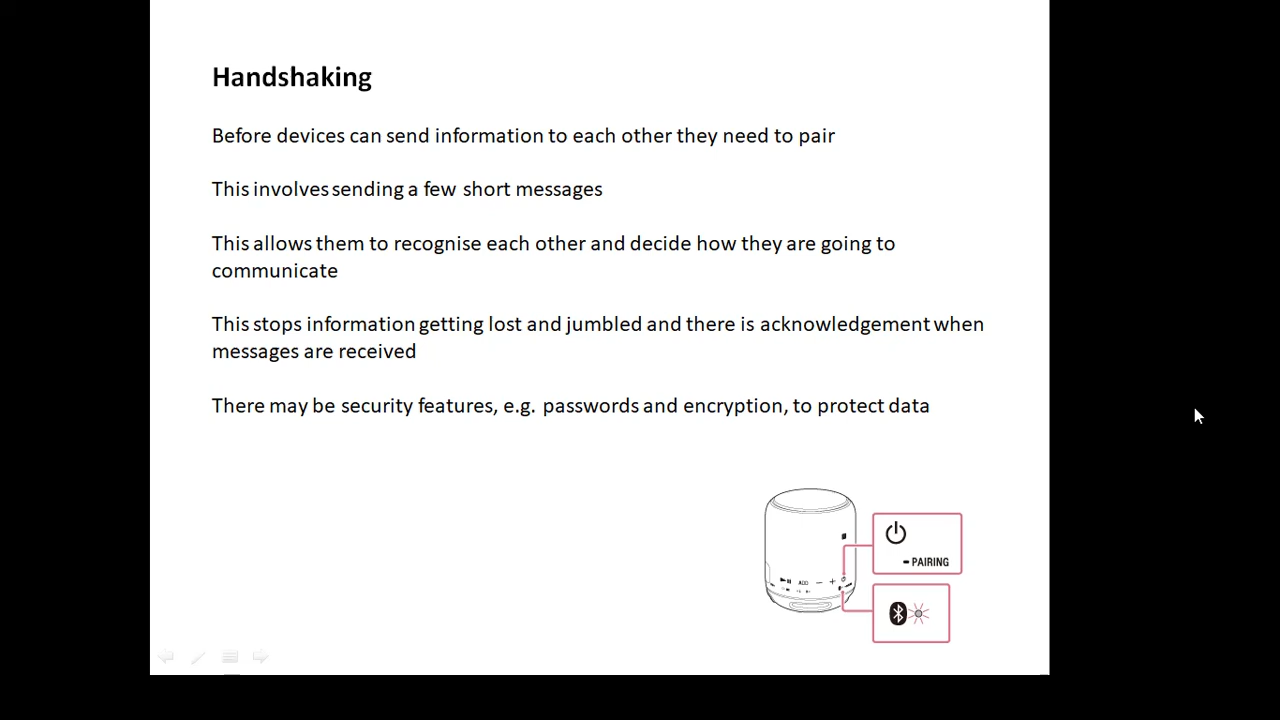 Handshaking
Before devices can send information to each other they need to pair
This involves sending a few short messages
This allows them to recognise each other and decide how they are going to
communicate
This stops information getting lost and jumbled and there is acknowledgement when
messages are received
There may be security features, e.g. passwords and encryption, to protect data
ADD
PAIRING